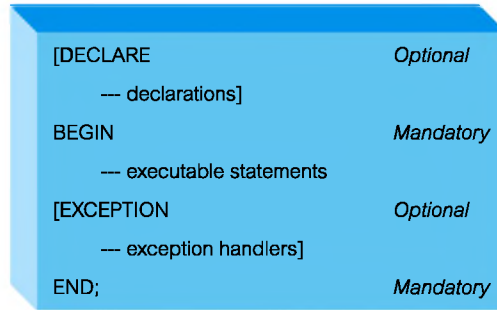 [DECLARE Optional
--- declarations]
BEGIN Mandatory
--- executable statements
[EXCEPTION Optional
--- exception handlers]
END; Mandatory